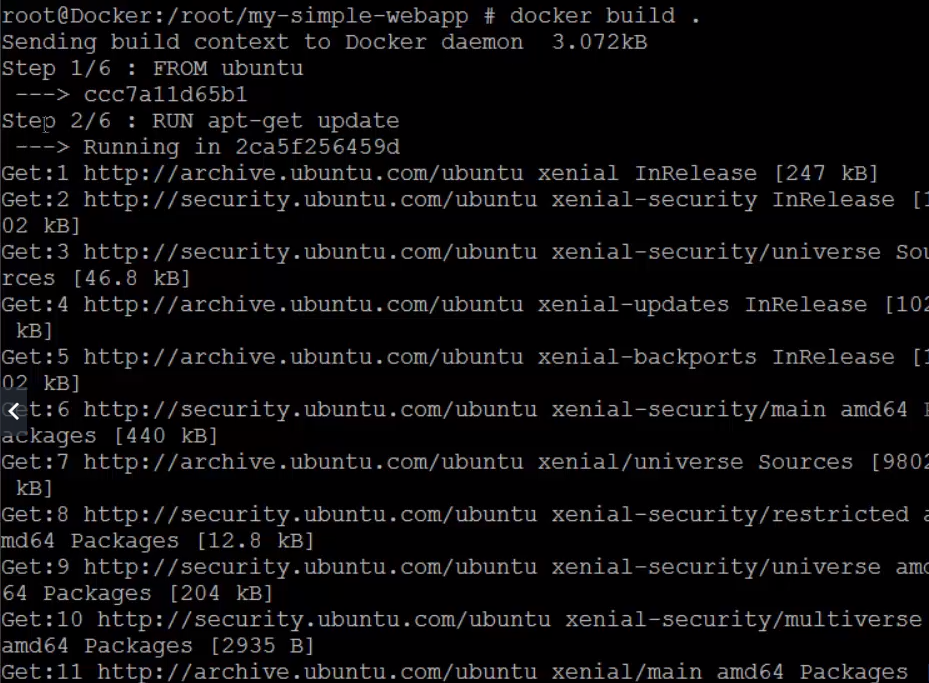 root@Docker:/root/my-simple-webapp # docker build .
Sending build context to Docker daemon  3.072kB
Step 1/6 : FROM ubuntu
 ---> ccc7a11d65b1
Step 2/6 : RUN apt-get update
 ---> Running in 2ca5f256459d
Get:1 http://archive.ubuntu.com/ubuntu xenial InRelease [247 kB]
Get:2 http://security.ubuntu.com/ubuntu xenial-security InRelease [1
02 kB]
Get:3 http://security.ubuntu.com/ubuntu xenial-security/universe Sou
rces [46.8 kB]
Get:4 http://archive.ubuntu.com/ubuntu xenial-updates InRelease [102
 kB]
Get:5 http://archive.ubuntu.com/ubuntu xenial-backports InRelease [1
02 kB]
Get:6 http://security.ubuntu.com/ubuntu xenial-security/main amd64 P
ackages [440 kB]
Get:7 http://archive.ubuntu.com/ubuntu xenial/universe Sources [9802
 kB]
Get:8 http://security.ubuntu.com/ubuntu xenial-security/restricted a
md64 Packages [12.8 kB]
Get:9 http://security.ubuntu.com/ubuntu xenial-security/universe amd
64 Packages [204 kB]
Get:10 http://security.ubuntu.com/ubuntu xenial-security/multiverse
amd64 Packages [2935 B]
Get:11 http://archive.ubuntu.com/ubuntu xenial/main amd64 Packages